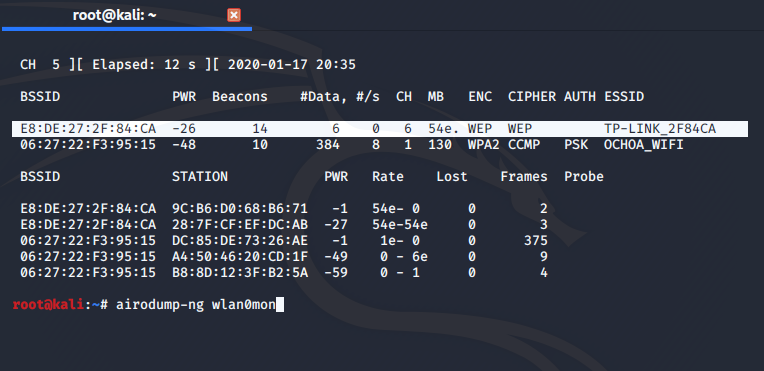 root@kali: ~
CH 5 ][ Elapsed: 12 s ][ 2020-01-17 20:35
BSSID PWR Beacons #Data, #/s CH MB ENC CIPHER AUTH ESSID
E8:DE:27:2F:84:CA -26 14 6 0 6 54e. WEP WEP TP-LINK_2F84CA
06:27:22:F3:95:15 -48 10 384 8 1 130 WPA2 CCMP PSK OCHOA_WIFI
BSSID STATION PWR Rate Lost Frames Probe
E8:DE:27:2F:84:CA 9C:B6:D0:68:B6:71 -1 54e- 0 0 2
E8:DE:27:2F:84:CA 28:7F:CF:EF:DC:AB -27 54e-54e 0 3
06:27:22:F3:95:15 DC:85:DE:73:26:AE -1 1e- 0 0 375
06:27:22:F3:95:15 A4:50:46:20:CD:1F -49 0 - 6e 0 9
06:27:22:F3:95:15 B8:8D:12:3F:B2:5A -59 0 - 1 0 4
root@kali:~# airodump-ng wlan0mon